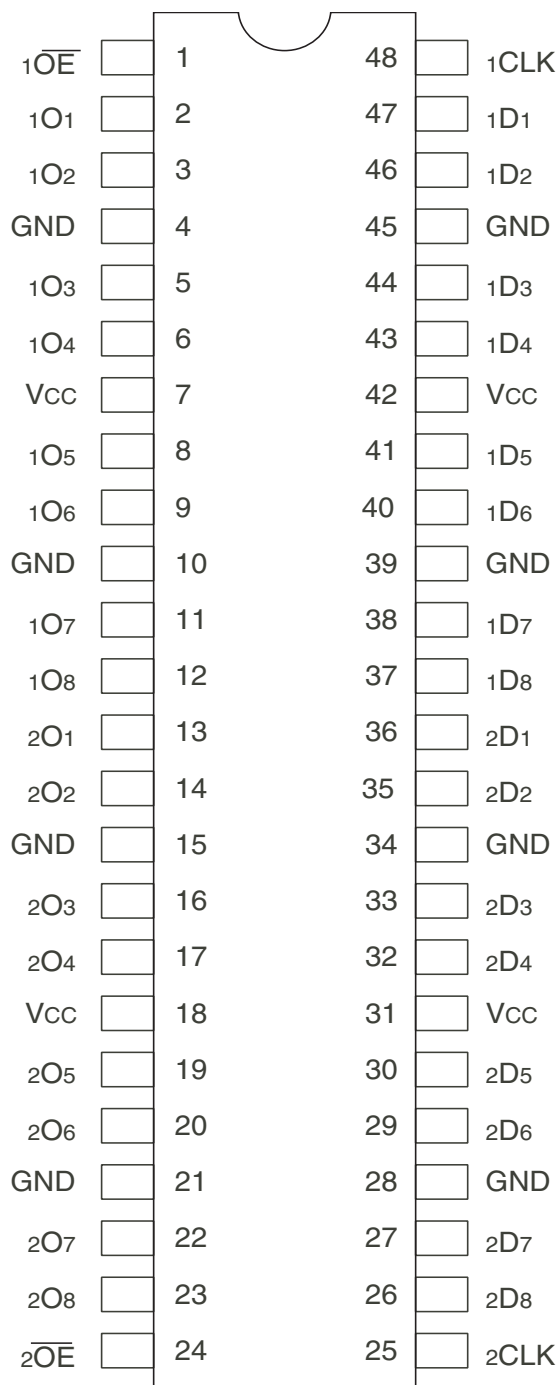 1O̅E̅ 1 48 1CLK
1O1 2 47 1D1
1O2 3 46 1D2
GND 4 45 GND
1O3 5 44 1D3
1O4 6 43 1D4
VCC 7 42 VCC
1O5 8 41 1D5
1O6 9 40 1D6
GND 10 39 GND
1O7 11 38 1D7
1O8 12 37 1D8
2O1 13 36 2D1
2O2 14 35 2D2
GND 15 34 GND
2O3 16 33 2D3
2O4 17 32 2D4
VCC 18 31 VCC
2O5 19 30 2D5
2O6 20 29 2D6
GND 21 28 GND
2O7 22 27 2D7
2O8 23 26 2D8
2O̅E̅ 24 25 2CLK